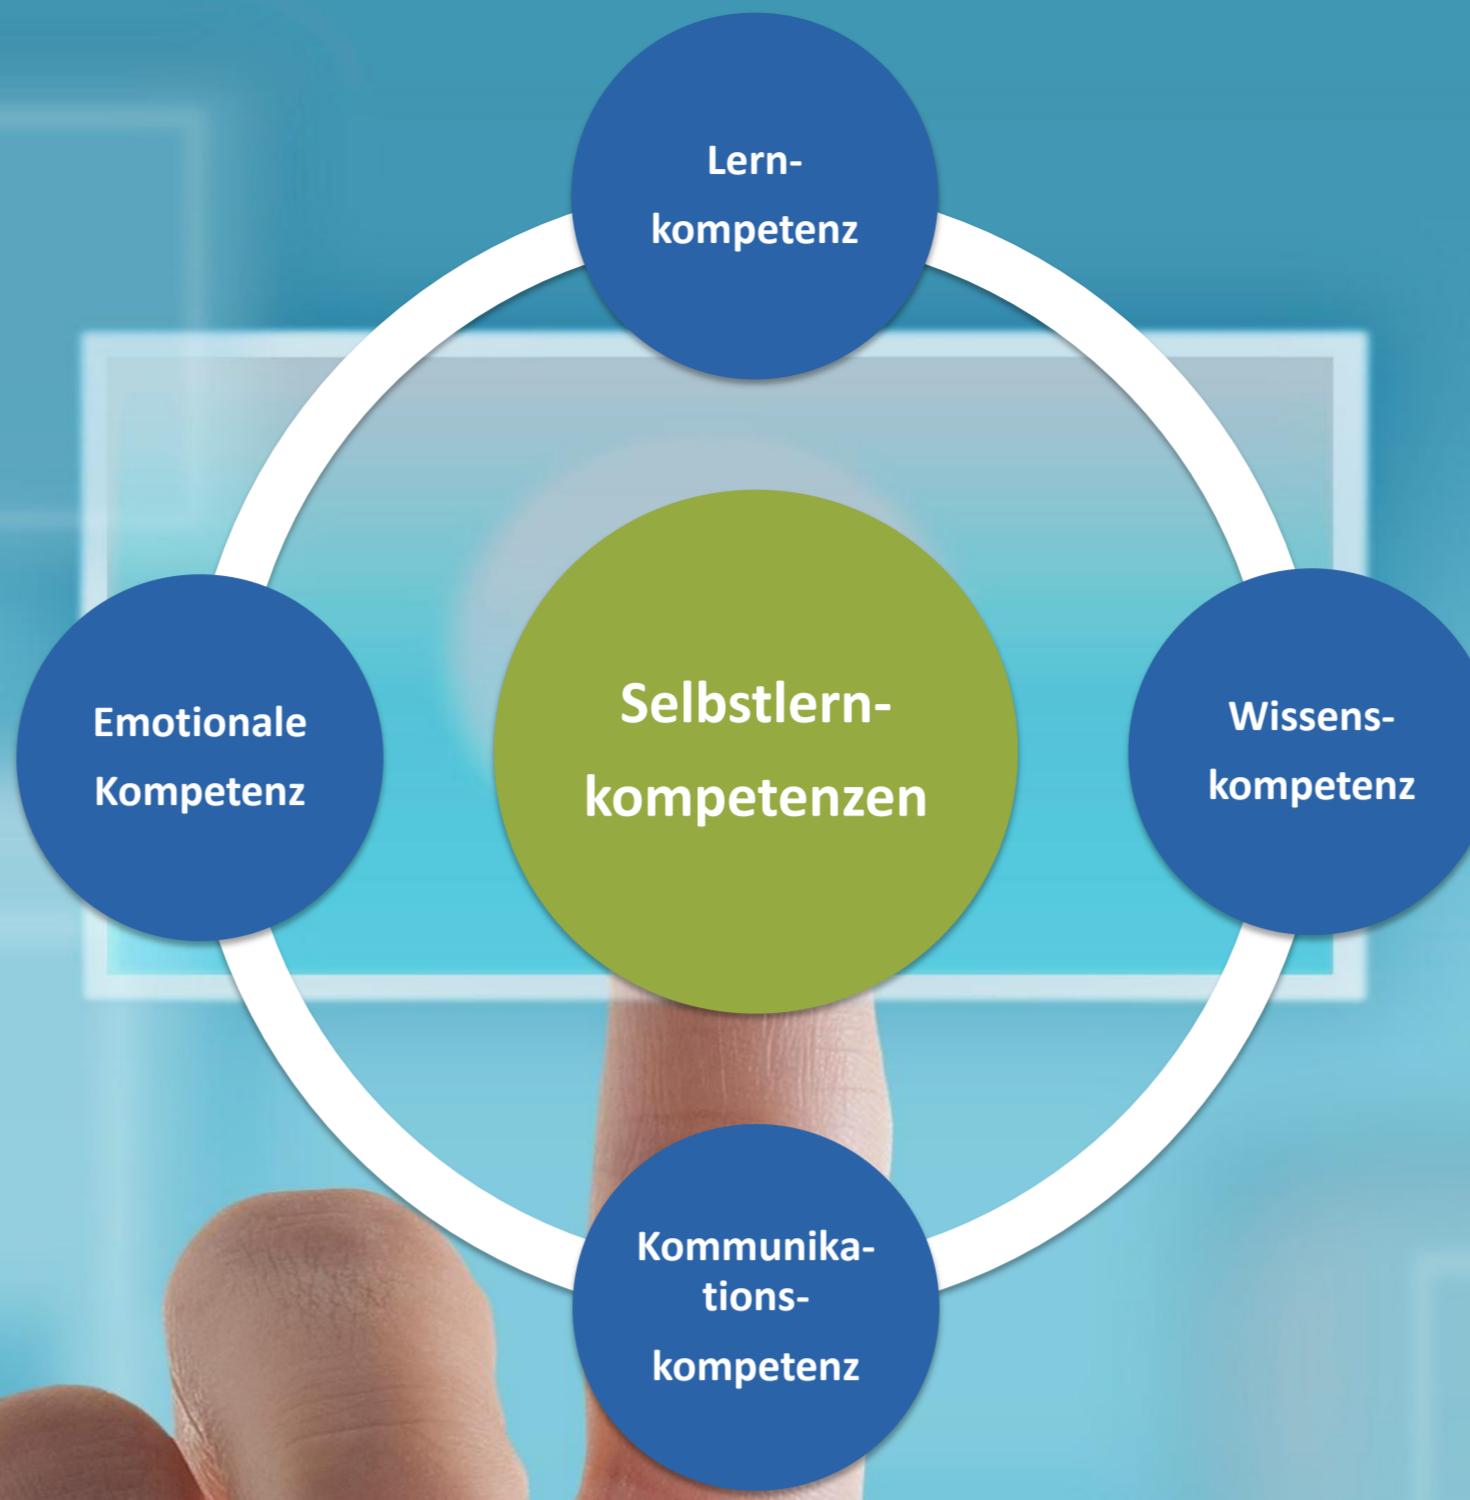 Lern-
kompetenz
Emotionale
Kompetenz
Selbstlern-
kompetenzen
Wissens-
kompetenz
Kommunika-
tions-
kompetenz